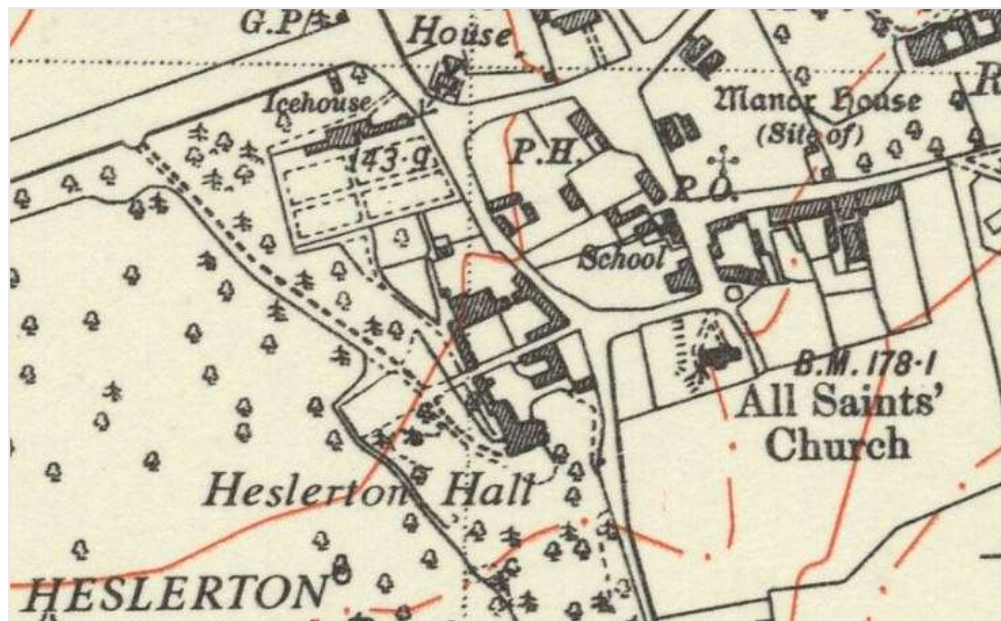 G.P
House
Icehouse
143·9
P.H.
Manor House
(Site of)
R
P.O.
School
B.M. 178·1
All Saints'
Church
Heslerton Hall
HESLERTON